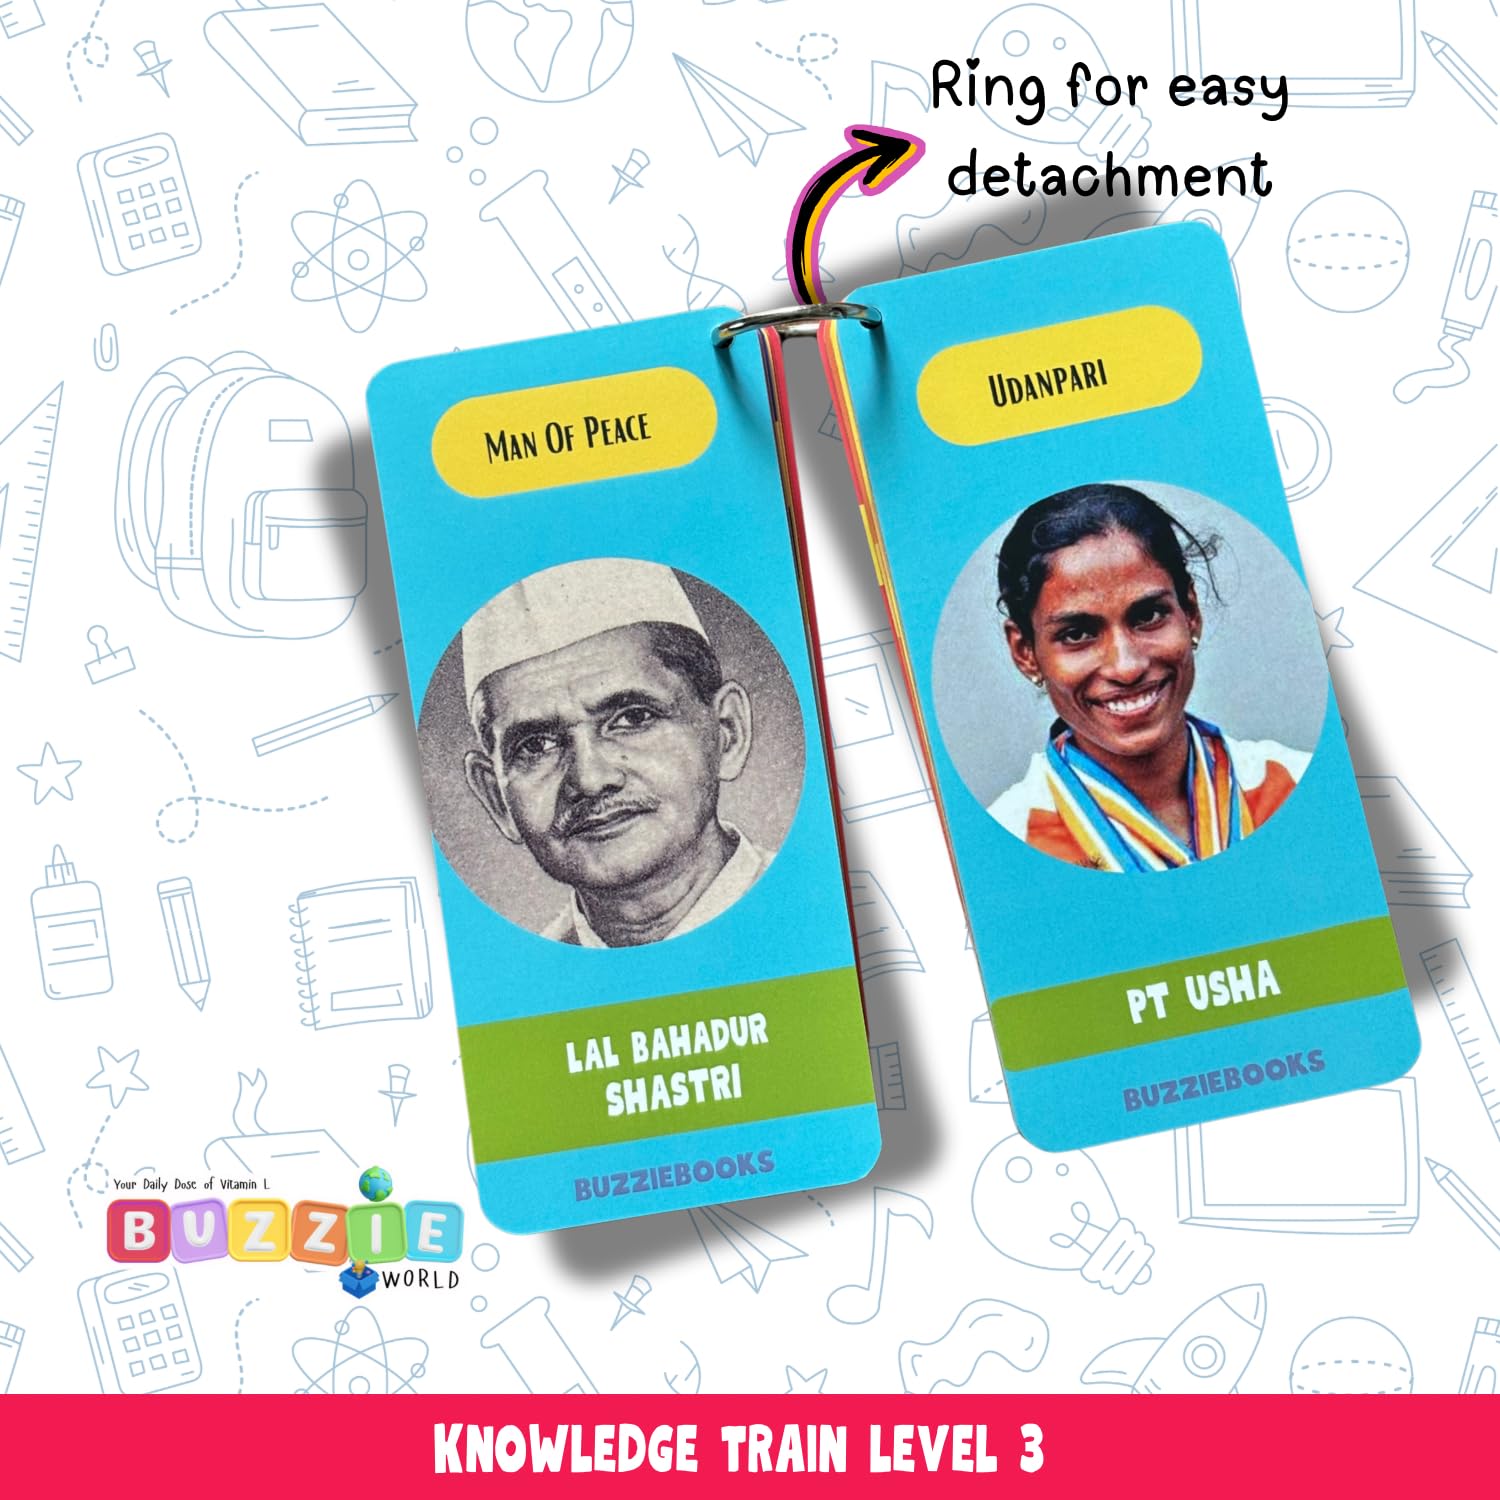 Ring for easy
detachment
MAN OF PEACE
UDANPARI
LAL BAHADUR
SHASTRI
BUZZIEBOOKS
PT USHA
BUZZIEBOOKS
Your Daily Dose of Vitamin L
BUZZIE
WORLD
KNOWLEDGE TRAIN LEVEL 3